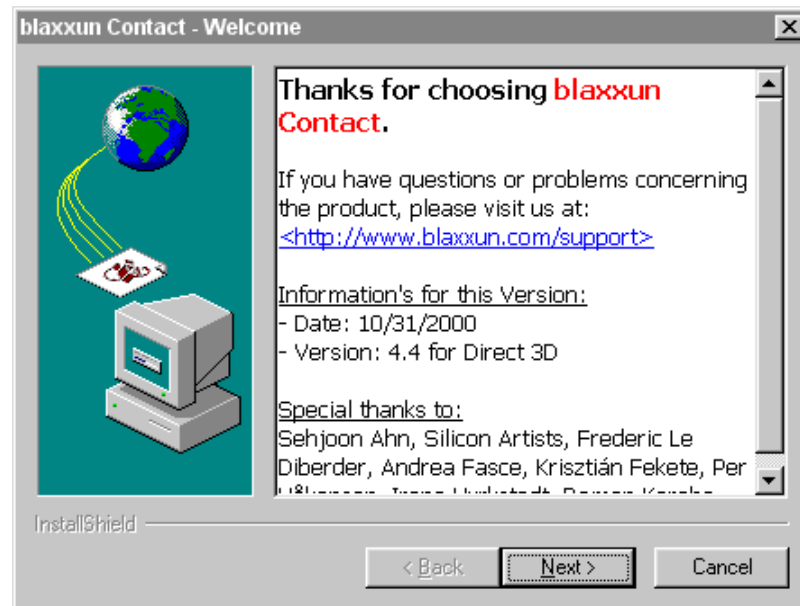 blaxxun Contact - Welcome
Thanks for choosing blaxxun
Contact.
If you have questions or problems concerning
the product, please visit us at:
<http://www.blaxxun.com/support>
Information's for this Version:
- Date: 10/31/2000
- Version: 4.4 for Direct 3D
Special thanks to:
Sehjoon Ahn, Silicon Artists, Frederic Le
Diberder, Andrea Fasce, Krisztián Fekete, Per
InstallShield
< Back
Next >
Cancel